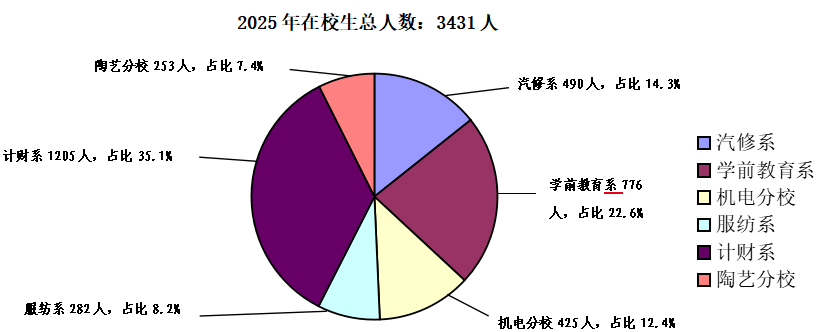 2025年在校生总人数：3431人
陶艺分校 253人，占比 7.4%
汽修系 490人，占比 14.3%
计财系 1205人，占比 35.1%
学前教育系 776
人，占比 22.6%
服纺系 282人，占比 8.2%
机电分校 425人，占比 12.4%
汽修系
学前教育系
机电分校
服纺系
计财系
陶艺分校